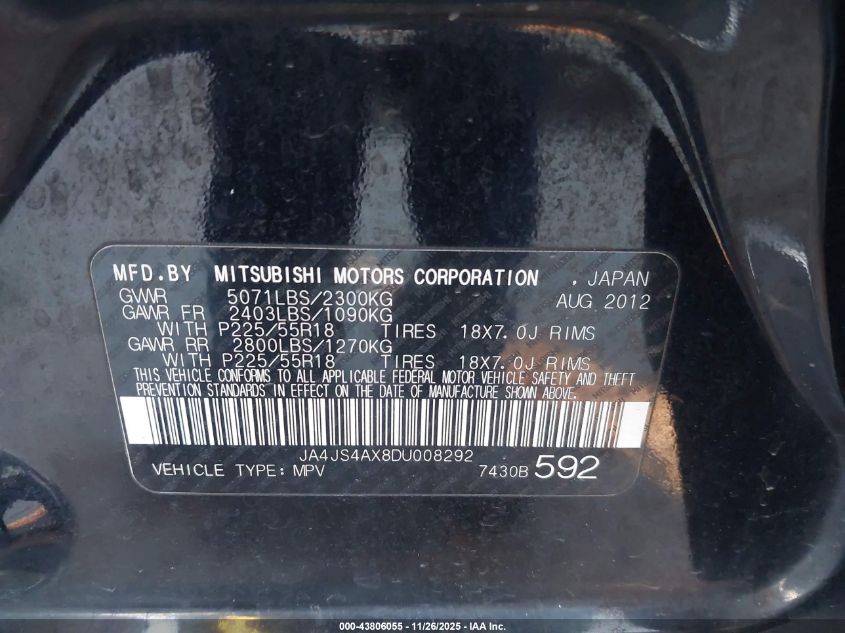 MFD.BY MITSUBISHI MOTORS CORPORATION , JAPAN
GVWR 5071LBS/2300KG AUG 2012
GAWR FR 2403LBS/1090KG
WITH P225/55R18 TIRES 18X7.0J RIMS
GAWR RR 2800LBS/1270KG
WITH P225/55R18 TIRES 18X7.0J RIMS
THIS VEHICLE CONFORMS TO ALL APPLICABLE FEDERAL MOTOR VEHICLE SAFETY AND THEFT
PREVENTION STANDARDS IN EFFECT ON THE DATE OF MANUFACTURE SHOWN ABOVE.
JA4JS4AX8DU008292
VEHICLE TYPE: MPV 7430B 592
000-43806055 - 11/26/2025 - IAA Inc.